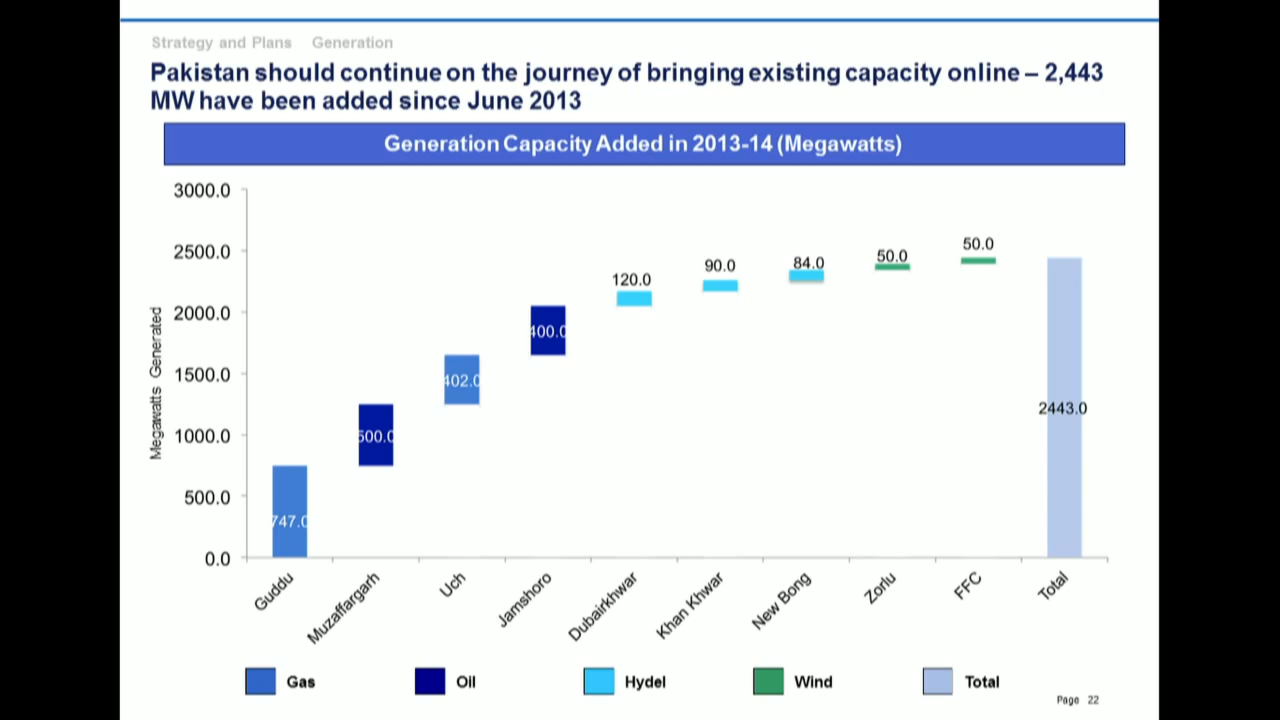 Strategy and Plans Generation
Pakistan should continue on the journey of bringing existing capacity online – 2,443
MW have been added since June 2013
Generation Capacity Added in 2013-14 (Megawatts)
Megawatts Generated
3000.0
2500.0
2000.0
1500.0
1000.0
500.0
0.0
747.0
500.0
402.0
400.0
120.0
90.0
84.0
50.0
50.0
2443.0
Guddu
Muzaffargarh
Uch
Jamshoro
Dubairkhwar
Khan Khwar
New Bong
Zorlu
FFC
Total
Gas
Oil
Hydel
Wind
Total
Page 22